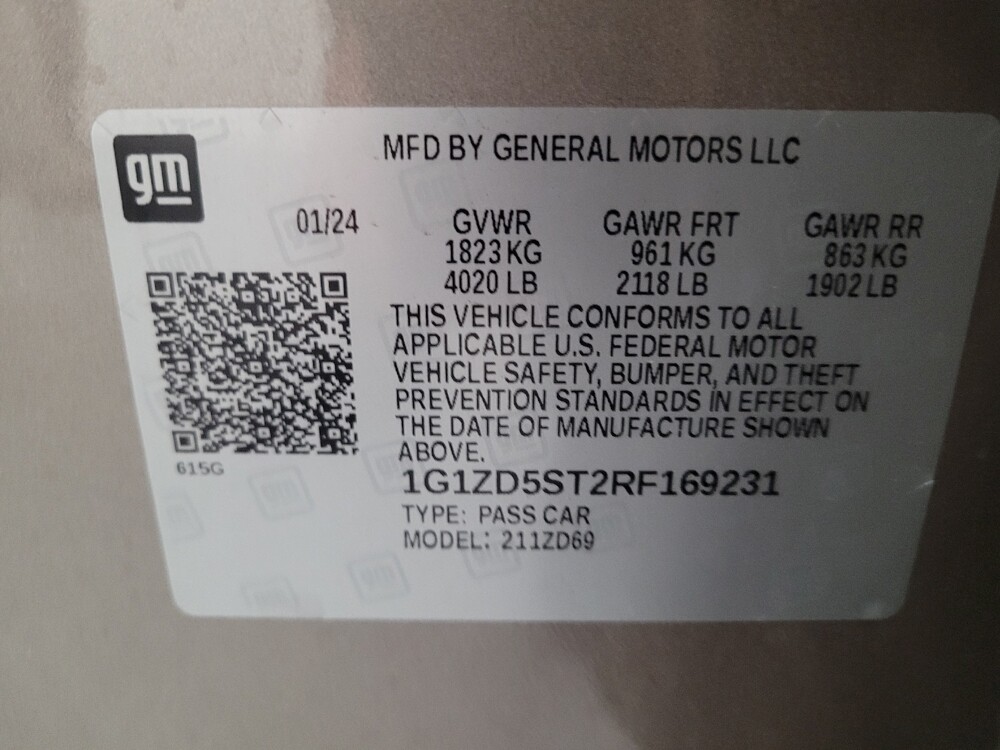 gm
MFD BY GENERAL MOTORS LLC
01/24 GVWR GAWR FRT GAWR RR
1823 KG 961 KG 863 KG
4020 LB 2118 LB 1902 LB
THIS VEHICLE CONFORMS TO ALL
APPLICABLE U.S. FEDERAL MOTOR
VEHICLE SAFETY, BUMPER, AND THEFT
PREVENTION STANDARDS IN EFFECT ON
THE DATE OF MANUFACTURE SHOWN
ABOVE.
615G
1G1ZD5ST2RF169231
TYPE: PASS CAR
MODEL: 211ZD69